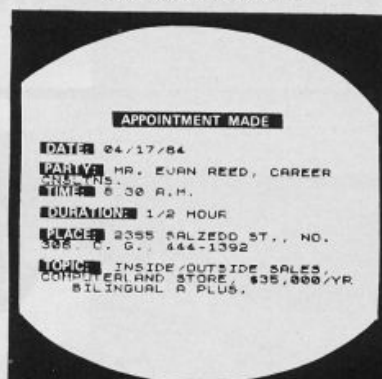 APPOINTMENT MADE
DATE: 04/17/84
PARTY: MR. EVAN REED, CAREER
CNSLTNS.
TIME: 8 30 A.M.
DURATION: 1/2 HOUR
PLACE: 2355 SALZEDO ST., NO.
308, C. G., 444-1392
TOPIC: INSIDE/OUTSIDE SALES,
COMPUTERLAND STORE, $35,000/YR
BILINGUAL A PLUS.